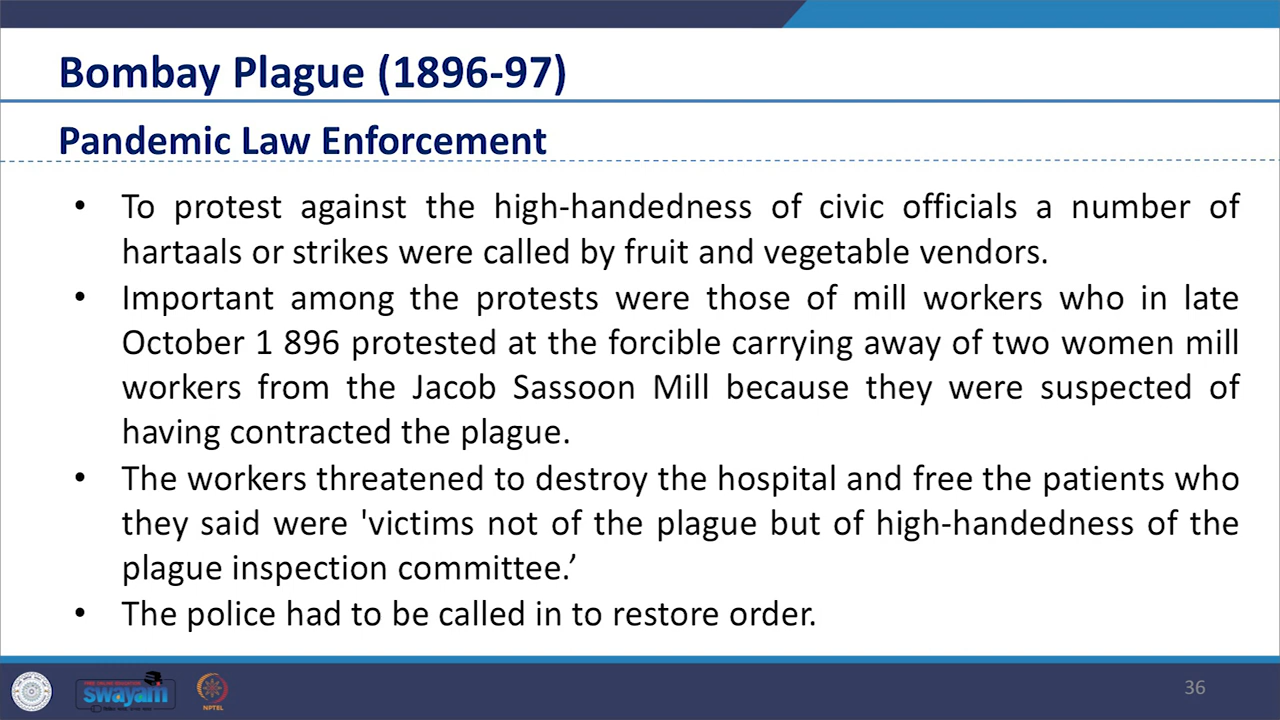 Bombay Plague (1896-97)
Pandemic Law Enforcement
• To protest against the high-handedness of civic officials a number of
hartaals or strikes were called by fruit and vegetable vendors.
• Important among the protests were those of mill workers who in late
October 1 896 protested at the forcible carrying away of two women mill
workers from the Jacob Sassoon Mill because they were suspected of
having contracted the plague.
• The workers threatened to destroy the hospital and free the patients who
they said were 'victims not of the plague but of high-handedness of the
plague inspection committee.’
• The police had to be called in to restore order.
swayam
NPTEL
36